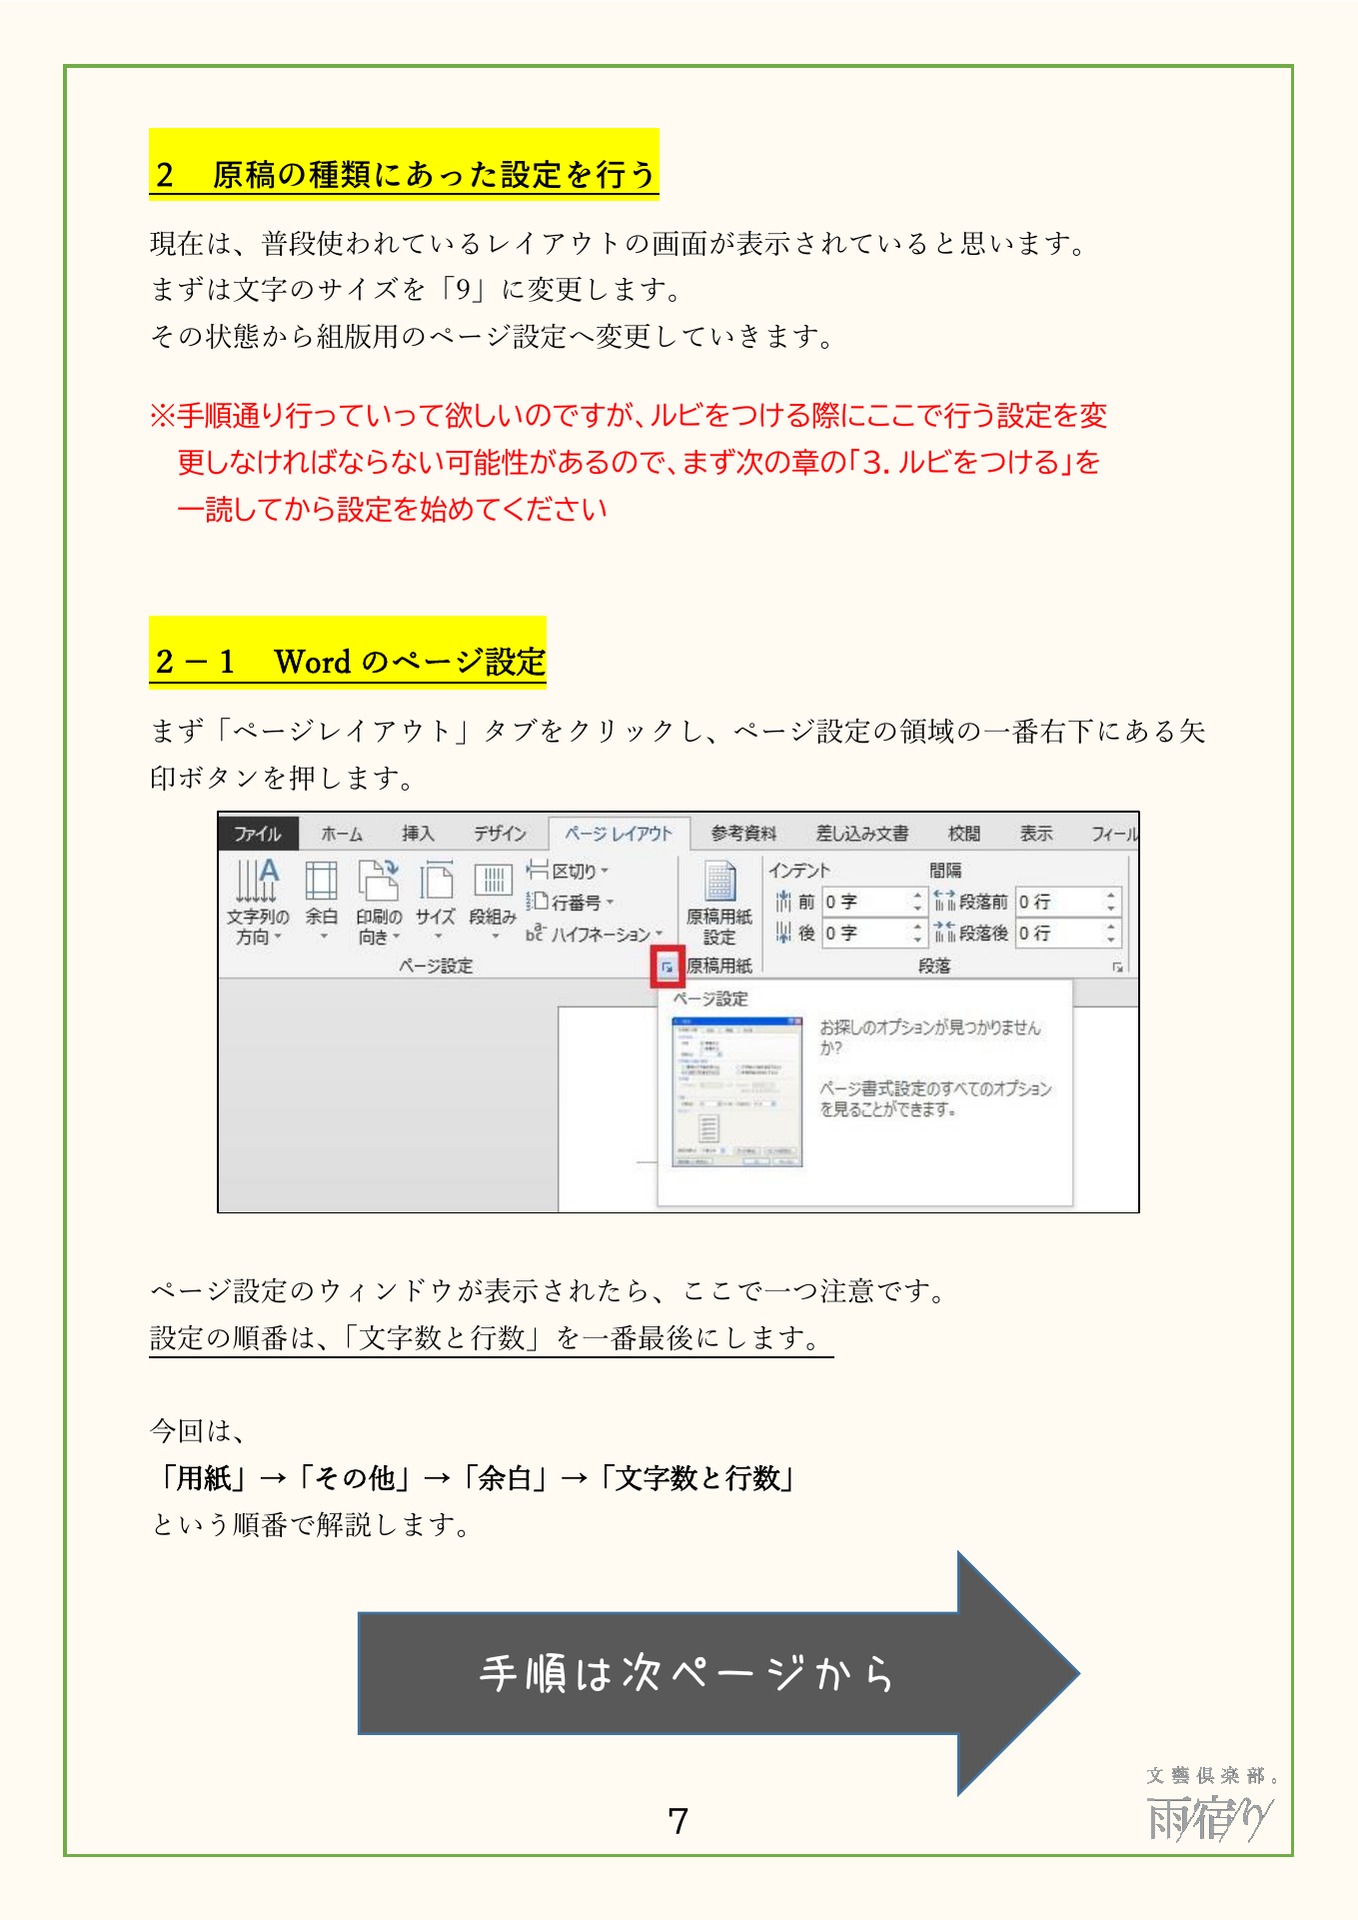 2　原稿の種類にあった設定を行う
現在は、普段使われているレイアウトの画面が表示されていると思います。
まずは文字のサイズを「9」に変更します。
その状態から組版用のページ設定へ変更していきます。
※手順通り行っていって欲しいのですが、ルビをつける際にここで行う設定を変
更しなければならない可能性があるので、まず次の章の「３．ルビをつける」を
一読してから設定を始めてください
２－１　Word のページ設定
まず「ページレイアウト」タブをクリックし、ページ設定の領域の一番右下にある矢
印ボタンを押します。
ファイル　ホーム　挿入　デザイン　ページ レイアウト　参考資料　差し込み文書　校閲　表示　フィール
区切り　インデント　間隔
文字列の方向　余白　印刷の向き　サイズ　段組み　行番号　原稿用紙設定　前　0 字　段落前　0 行
ハイフネーション　後　0 字　段落後　0 行
ページ設定　原稿用紙　段落
ページ設定
お探しのオプションが見つかりません
か?
ページ書式設定のすべてのオプション
を見ることができます。
ページ設定のウィンドウが表示されたら、ここで一つ注意です。
設定の順番は、「文字数と行数」を一番最後にします。
今回は、
「用紙」→「その他」→「余白」→「文字数と行数」
という順番で解説します。
手順は次ページから
文藝倶楽部。
雨宿り
7